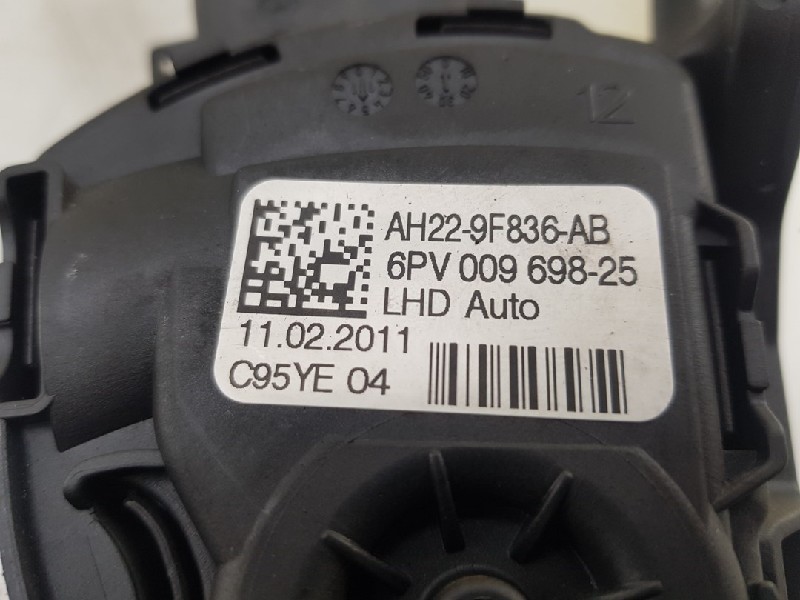 12
AH22-9F836-AB
6PV 009 698-25
LHD Auto
11.02.2011
C95YE 04